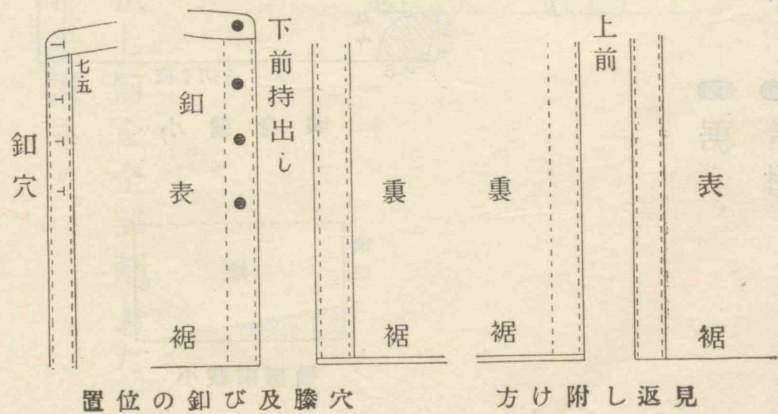 上前
表
裾
裏
裾
見返し附け方
裏
裾
下前持出し
釦
表
裾
七・五
釦穴
穴縢及び釦の位置